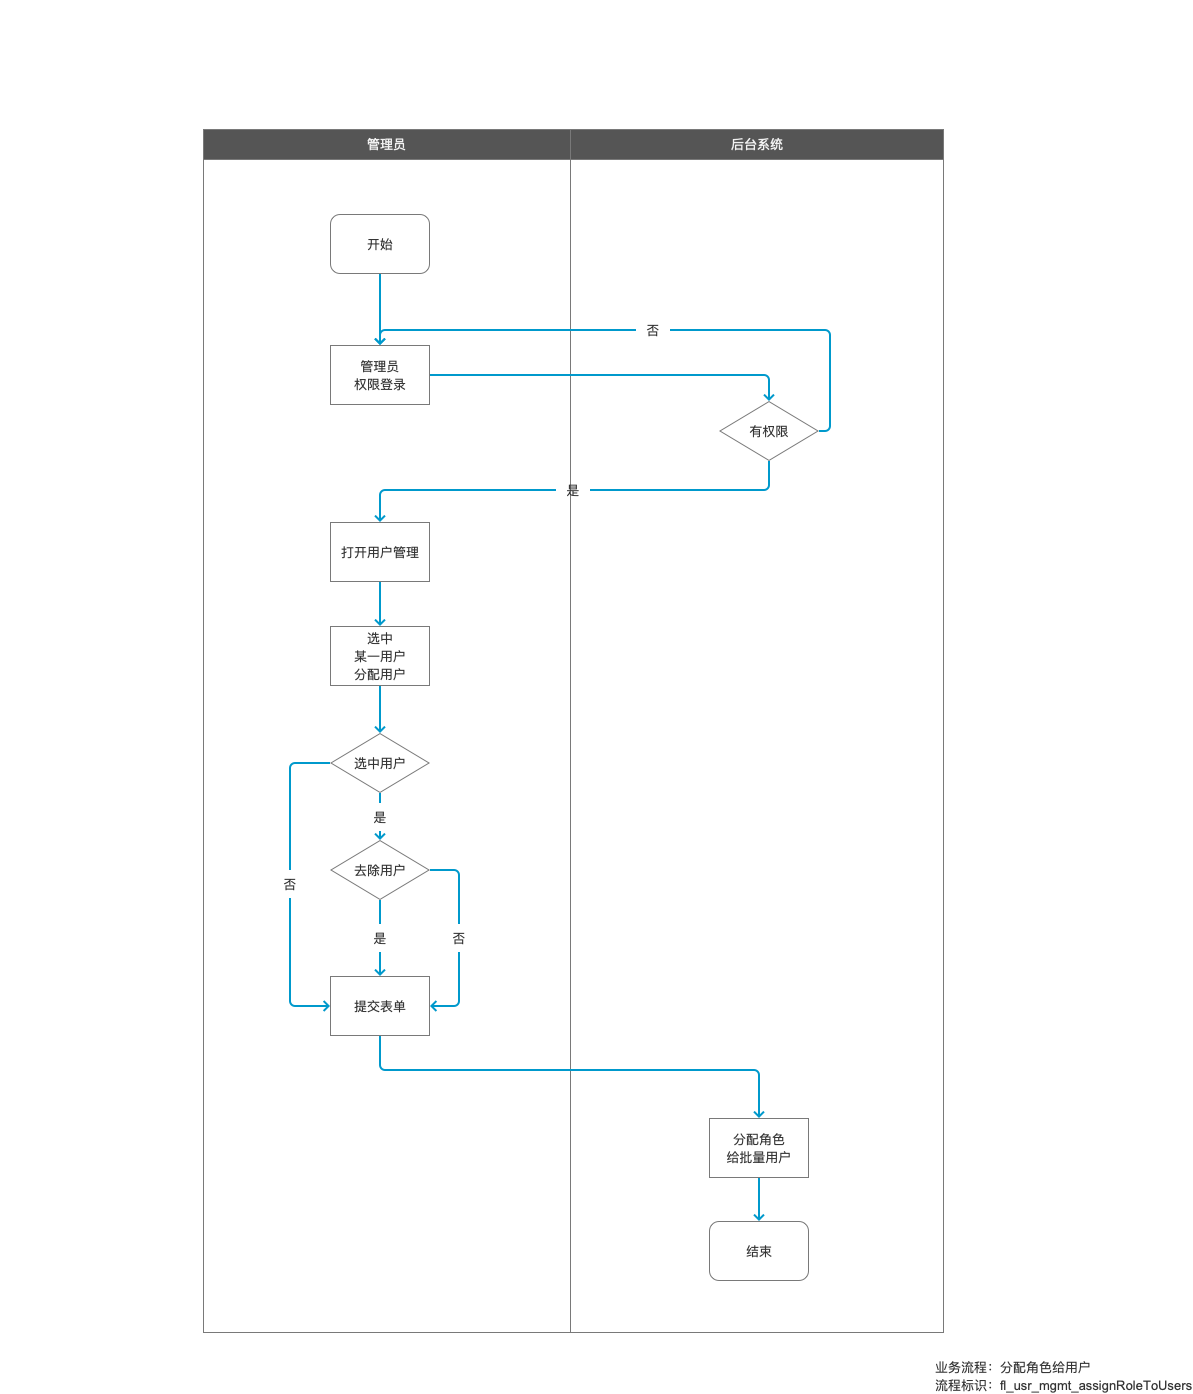 管理员
后台系统
开始
否
管理员
权限登录
有权限
是
打开用户管理
选中
某一用户
分配用户
选中用户
是
去除用户
否
是
否
提交表单
分配角色
给批量用户
结束
业务流程：分配角色给用户
流程标识：fl_usr_mgmt_assignRoleToUsers